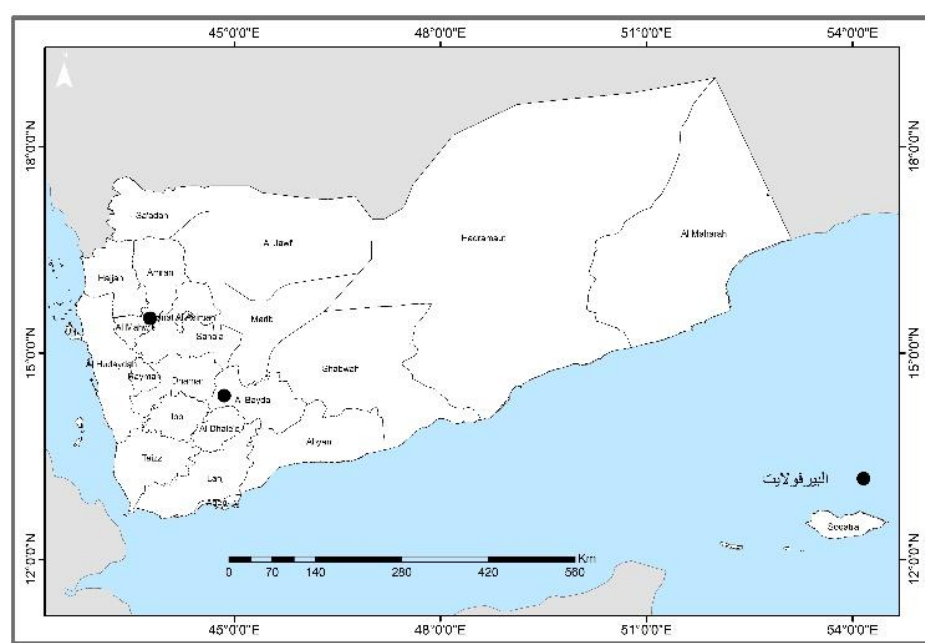 45°0'0"E 48°0'0"E 51°0'0"E 54°0'0"E
18°0'0"N 18°0'0"N
Sa'adah
Al Jawf
Hadramaut
Al Maharah
Hajjah
Amran
Marib
Sana'a
15°0'0"N 15°0'0"N
Al Hudaydah
Raymah
Dhamar
Shabwah
Al Bayda
Ibb
Al Dhale'e
Abyan
Taizz
Lahj
البيرفولايت
Socotra
12°0'0"N 12°0'0"N
Km
0 70 140 280 420 560
45°0'0"E 48°0'0"E 51°0'0"E 54°0'0"E